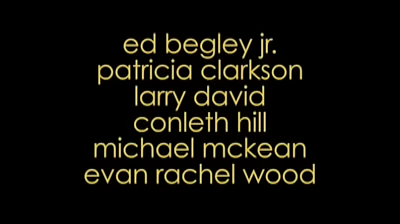 ed begley jr.
patricia clarkson
larry david
conleth hill
michael mckean
evan rachel wood